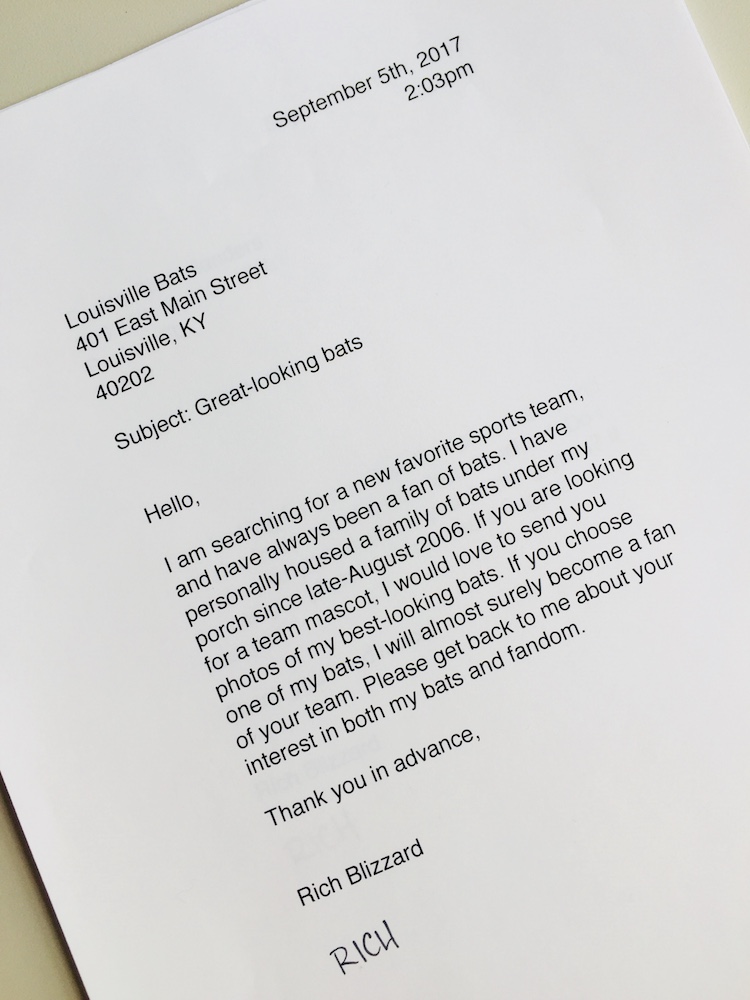 September 5th, 2017
2:03pm
Louisville Bats
401 East Main Street
Louisville, KY
40202
Subject: Great-looking bats
Hello,
I am searching for a new favorite sports team,
and have always been a fan of bats. I have
personally housed a family of bats under my
porch since late-August 2006. If you are looking
for a team mascot, I would love to send you
photos of my best-looking bats. If you choose
one of my bats, I will almost surely become a fan
of your team. Please get back to me about your
interest in both my bats and fandom.
Thank you in advance,
Rich Blizzard
RICH